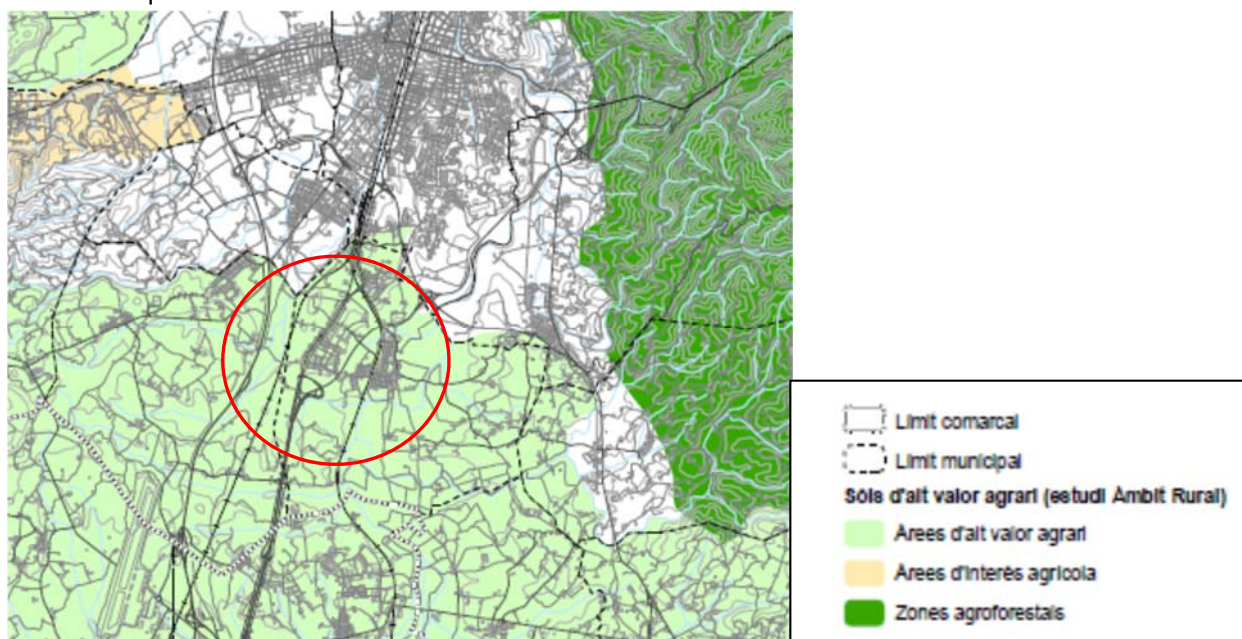 Límit comarcal
Límit municipal
Sòls d'alt valor agrari (estudi Àmbit Rural)
Àrees d'alt valor agrari
Àrees d'interès agrícola
Zones agroforestals